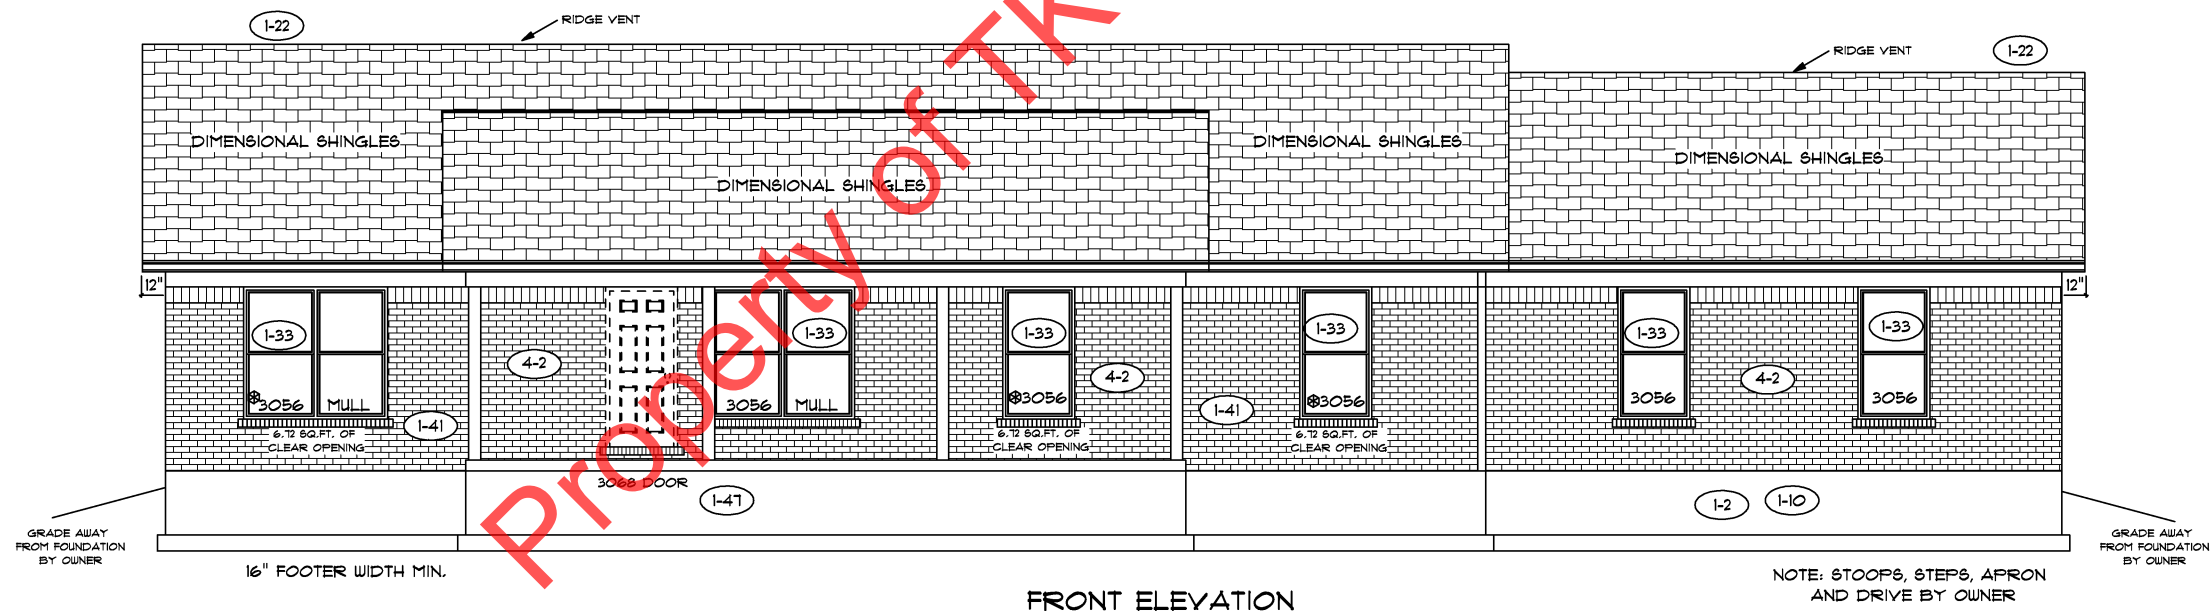 1-22
RIDGE VENT
RIDGE VENT
1-22
DIMENSIONAL SHINGLES
DIMENSIONAL SHINGLES
DIMENSIONAL SHINGLES
DIMENSIONAL SHINGLES
Property of TK
12"
12"
1-33
1-33
1-33
1-33
1-33
1-33
4-2
4-2
4-2
3056
MULL
3056
MULL
3056
3056
3056
3056
1-41
1-41
6.72 SQ.FT. OF
CLEAR OPENING
6.72 SQ.FT. OF
CLEAR OPENING
6.72 SQ.FT. OF
CLEAR OPENING
3068 DOOR
1-47
1-2
1-10
GRADE AWAY
FROM FOUNDATION
BY OWNER
GRADE AWAY
FROM FOUNDATION
BY OWNER
16" FOOTER WIDTH MIN.
NOTE: STOOPS, STEPS, APRON
AND DRIVE BY OWNER
FRONT ELEVATION